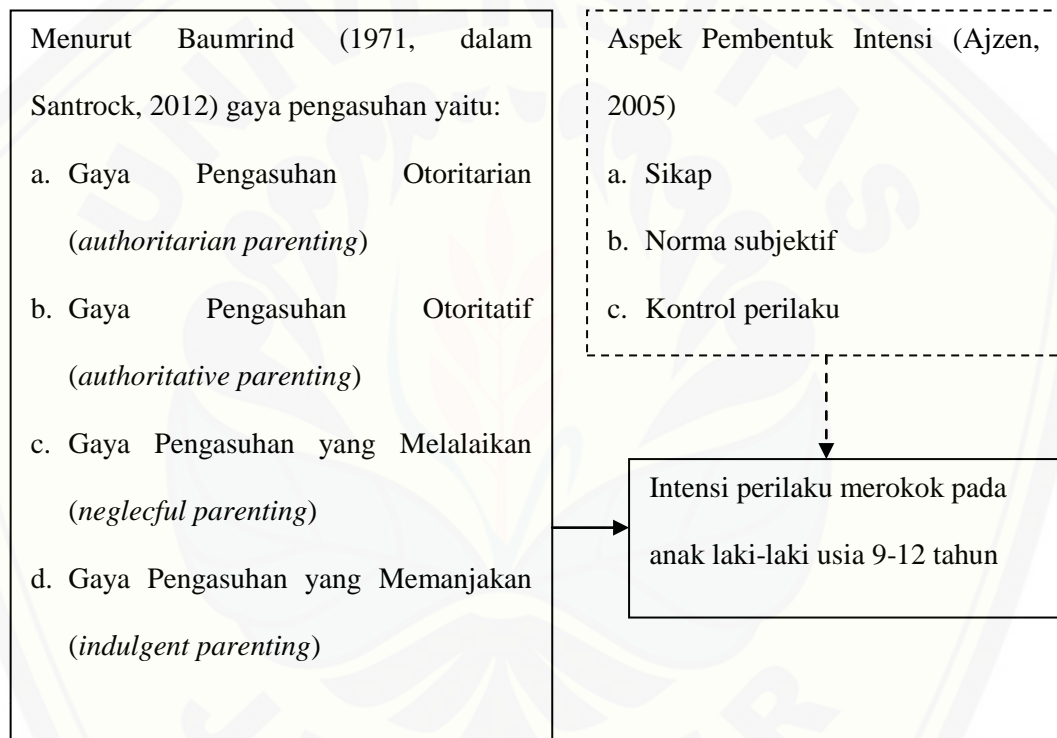 Menurut Baumrind (1971, dalam
Santrock, 2012) gaya pengasuhan yaitu:
a. Gaya Pengasuhan Otoritarian
(authoritarian parenting)
b. Gaya Pengasuhan Otoritatif
(authoritative parenting)
c. Gaya Pengasuhan yang Melalaikan
(neglecful parenting)
d. Gaya Pengasuhan yang Memanjakan
(indulgent parenting)
Aspek Pembentuk Intensi (Ajzen,
2005)
a. Sikap
b. Norma subjektif
c. Kontrol perilaku
Intensi perilaku merokok pada
anak laki-laki usia 9-12 tahun
UNIVERSITAS